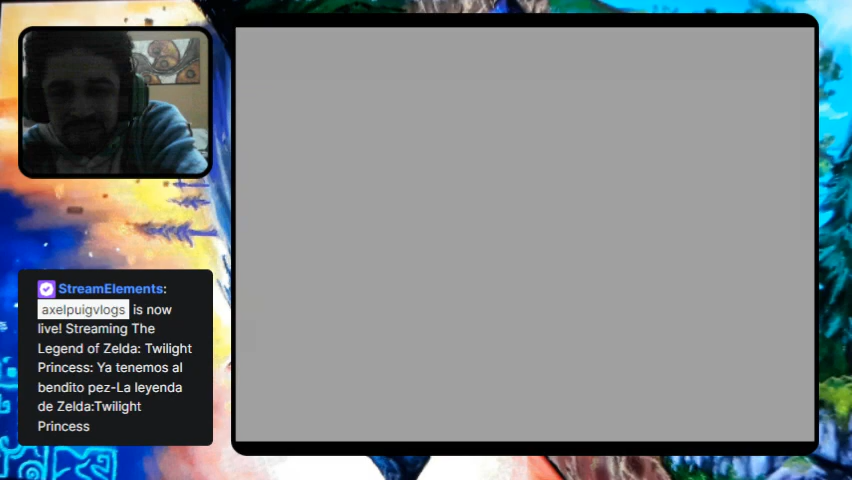 StreamElements:
axelpuigvlogs is now
live! Streaming The
Legend of Zelda: Twilight
Princess: Ya tenemos al
bendito pez-La leyenda
de Zelda:Twilight
Princess